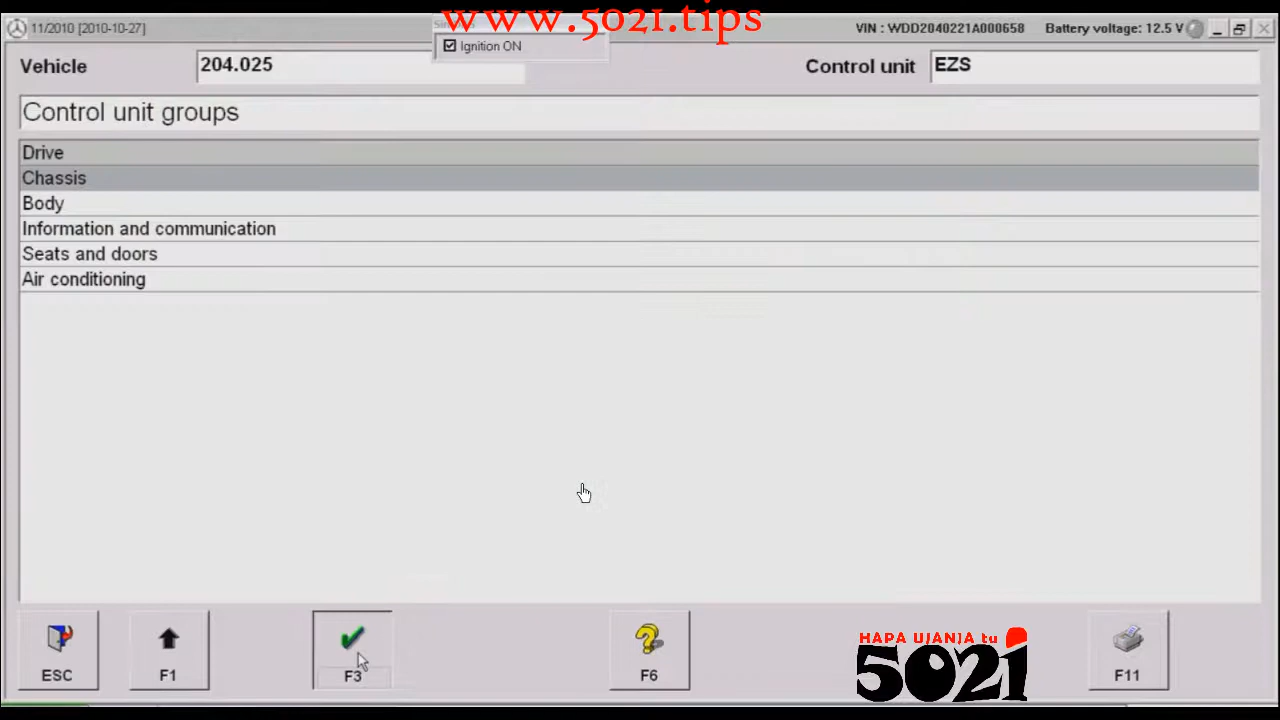 www.5021.tips
11/2010 [2010-10-27]
VIN : WDD2040221A000658 Battery voltage: 12.5 V
Ignition ON
Vehicle 204.025 Control unit EZS
Control unit groups
Drive
Chassis
Body
Information and communication
Seats and doors
Air conditioning
ESC F1 F3 F6 F11
HAPA UJANJA tu
5021